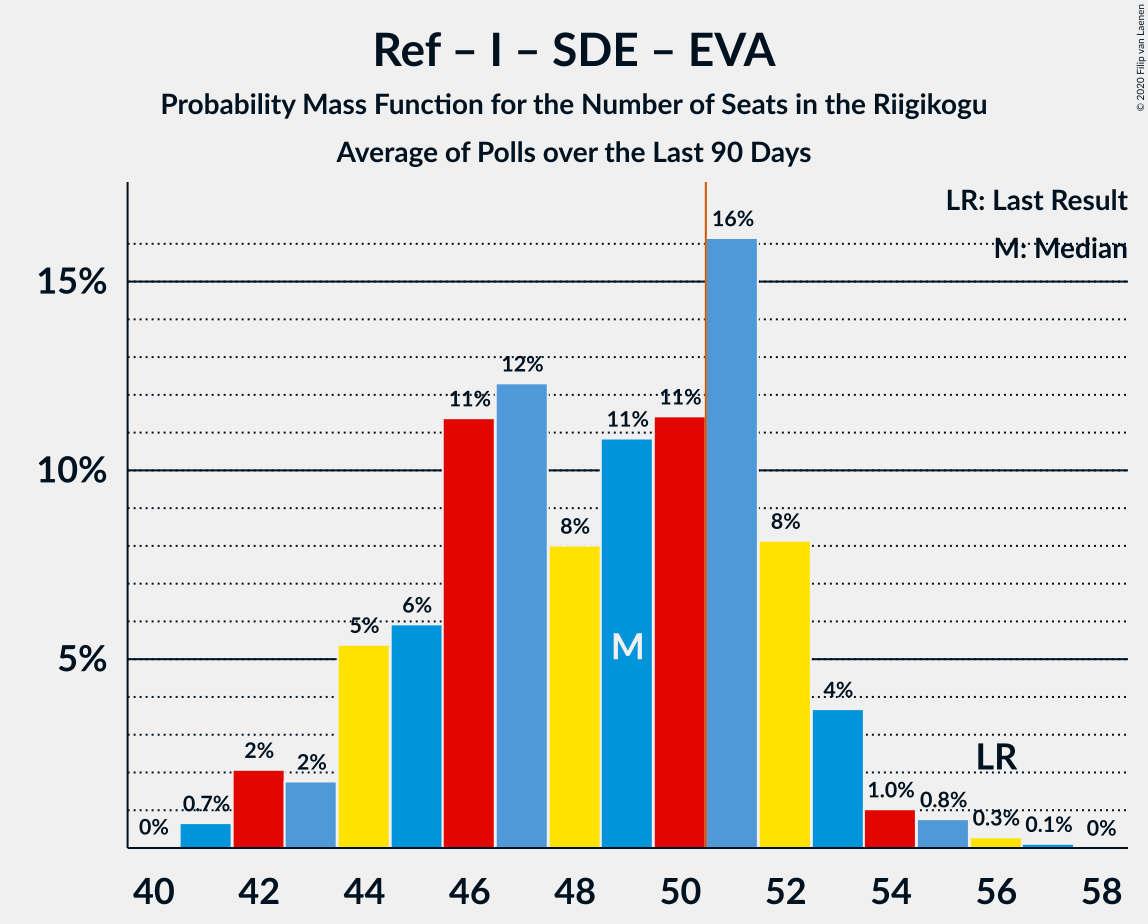 Ref – I – SDE – EVA
Probability Mass Function for the Number of Seats in the Riigikogu
Average of Polls over the Last 90 Days
© 2020 Filip van Laenen
LR: Last Result
M: Median
15%
10%
5%
0%
0.7%
2%
2%
5%
6%
11%
12%
8%
11%
11%
16%
8%
4%
1.0%
0.8%
0.3%
0.1%
0%
M
LR
40 42 44 46 48 50 52 54 56 58